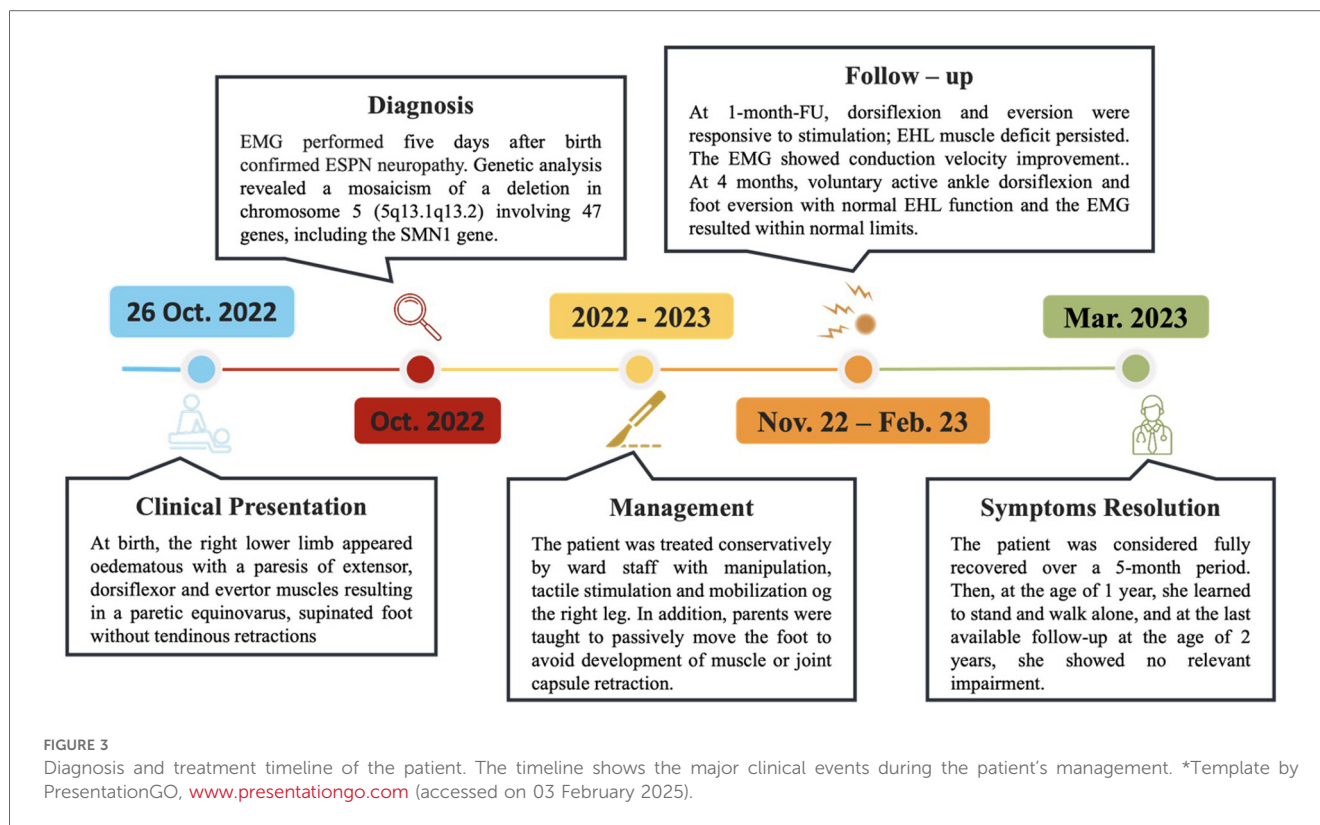 Diagnosis
EMG performed five days after birth
confirmed ESPN neuropathy. Genetic analysis
revealed a mosaicism of a deletion in
chromosome 5 (5q13.1q13.2) involving 47
genes, including the SMN1 gene.
Follow – up
At 1-month-FU, dorsiflexion and eversion were
responsive to stimulation; EHL muscle deficit persisted.
The EMG showed conduction velocity improvement..
At 4 months, voluntary active ankle dorsiflexion and
foot eversion with normal EHL function and the EMG
resulted within normal limits.
26 Oct. 2022
2022 - 2023
Mar. 2023
Oct. 2022
Nov. 22 – Feb. 23
Clinical Presentation
At birth, the right lower limb appeared
oedematous with a paresis of extensor,
dorsiflexor and evertor muscles resulting
in a paretic equinovarus, supinated foot
without tendinous retractions
Management
The patient was treated conservatively
by ward staff with manipulation,
tactile stimulation and mobilization og
the right leg. In addition, parents were
taught to passively move the foot to
avoid development of muscle or joint
capsule retraction.
Symptoms Resolution
The patient was considered fully
recovered over a 5-month period.
Then, at the age of 1 year, she learned
to stand and walk alone, and at the last
available follow-up at the age of 2
years, she showed no relevant
impairment.
FIGURE 3
Diagnosis and treatment timeline of the patient. The timeline shows the major clinical events during the patient's management. *Template by
PresentationGO, www.presentationgo.com (accessed on 03 February 2025).